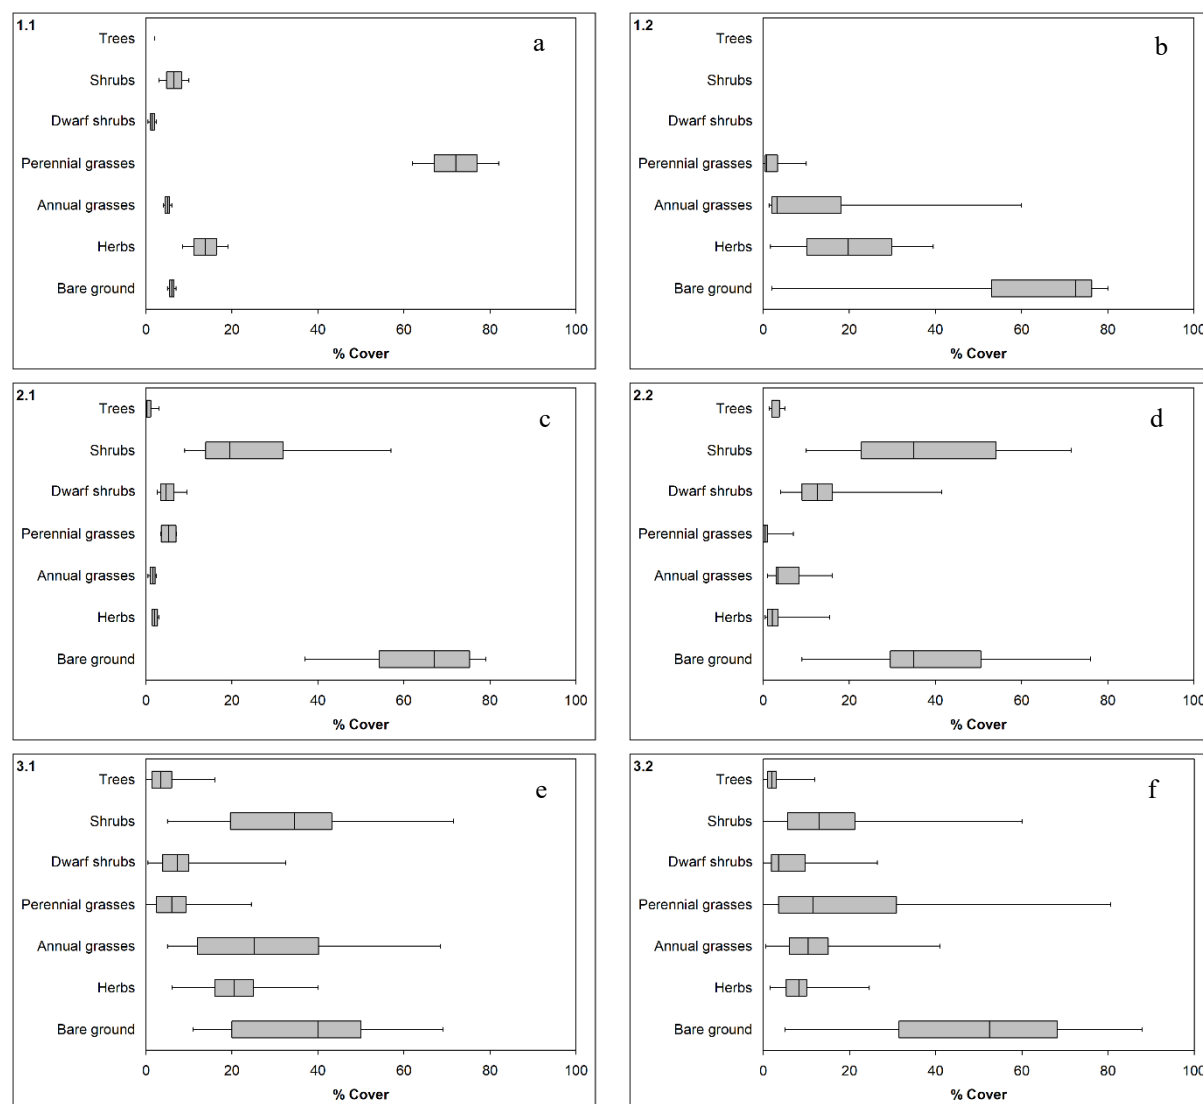 1.1
a
Trees
Shrubs
Dwarf shrubs
Perennial grasses
Annual grasses
Herbs
Bare ground
0 20 40 60 80 100
% Cover
1.2
b
Trees
Shrubs
Dwarf shrubs
Perennial grasses
Annual grasses
Herbs
Bare ground
0 20 40 60 80 100
% Cover
2.1
c
Trees
Shrubs
Dwarf shrubs
Perennial grasses
Annual grasses
Herbs
Bare ground
0 20 40 60 80 100
% Cover
2.2
d
Trees
Shrubs
Dwarf shrubs
Perennial grasses
Annual grasses
Herbs
Bare ground
0 20 40 60 80 100
% Cover
3.1
e
Trees
Shrubs
Dwarf shrubs
Perennial grasses
Annual grasses
Herbs
Bare ground
0 20 40 60 80 100
% Cover
3.2
f
Trees
Shrubs
Dwarf shrubs
Perennial grasses
Annual grasses
Herbs
Bare ground
0 20 40 60 80 100
% Cover